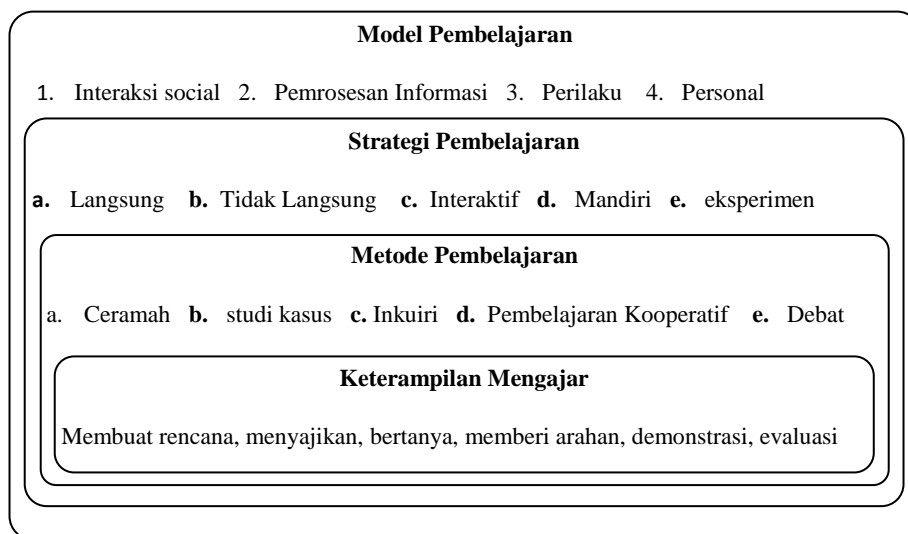 Model Pembelajaran
1. Interaksi social 2. Pemrosesan Informasi 3. Perilaku 4. Personal
Strategi Pembelajaran
a. Langsung b. Tidak Langsung c. Interaktif d. Mandiri e. eksperimen
Metode Pembelajaran
a. Ceramah b. studi kasus c. Inkuiri d. Pembelajaran Kooperatif e. Debat
Keterampilan Mengajar
Membuat rencana, menyajikan, bertanya, memberi arahan, demonstrasi, evaluasi